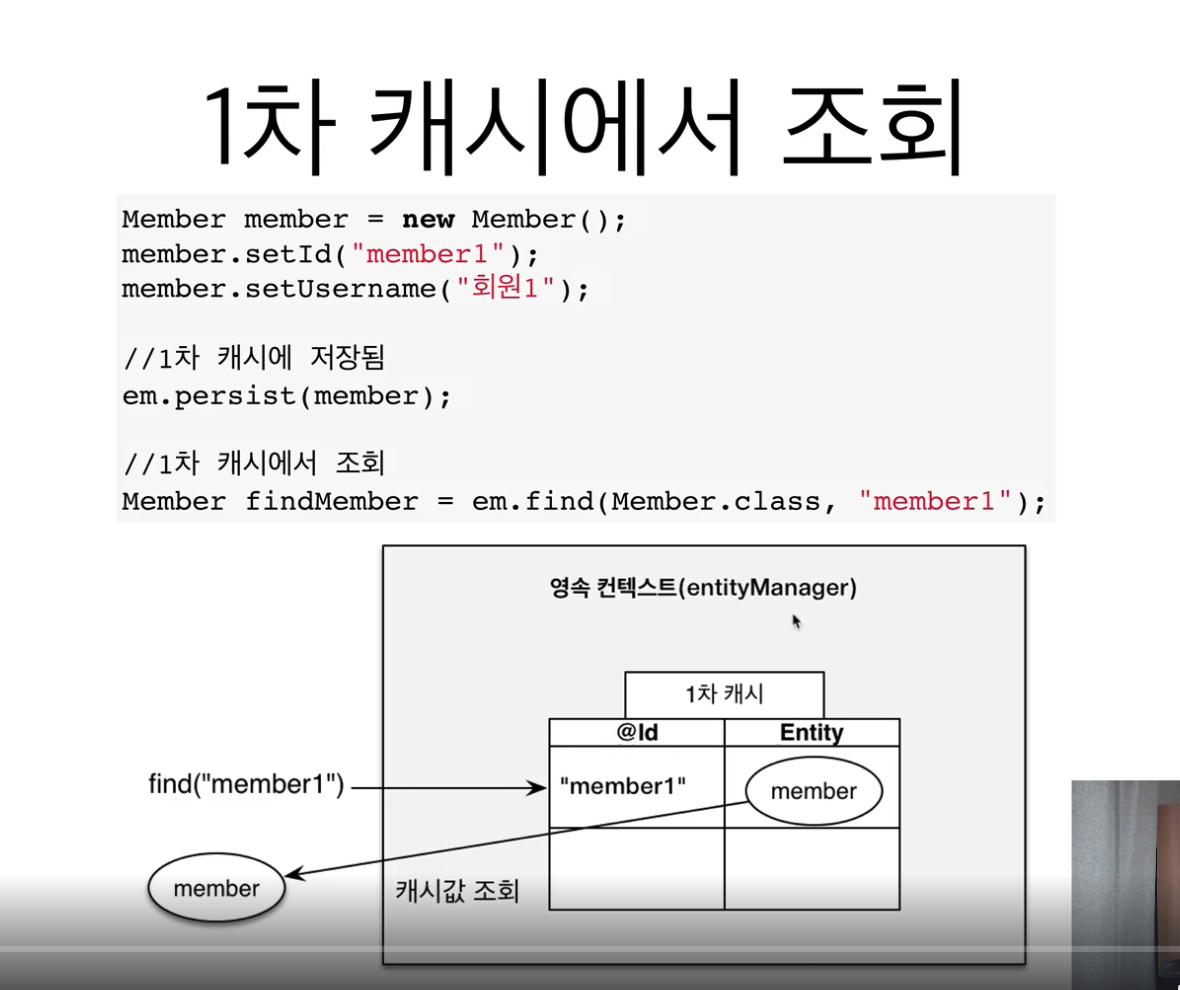 1차 캐시에서 조회
Member member = new Member();
member.setId("member1");
member.setUsername("회원1");
//1차 캐시에 저장됨
em.persist(member);
//1차 캐시에서 조회
Member findMember = em.find(Member.class, "member1");
영속 컨텍스트(entityManager)
1차 캐시
@Id Entity
find("member1") "member1" member
member 캐시값 조회